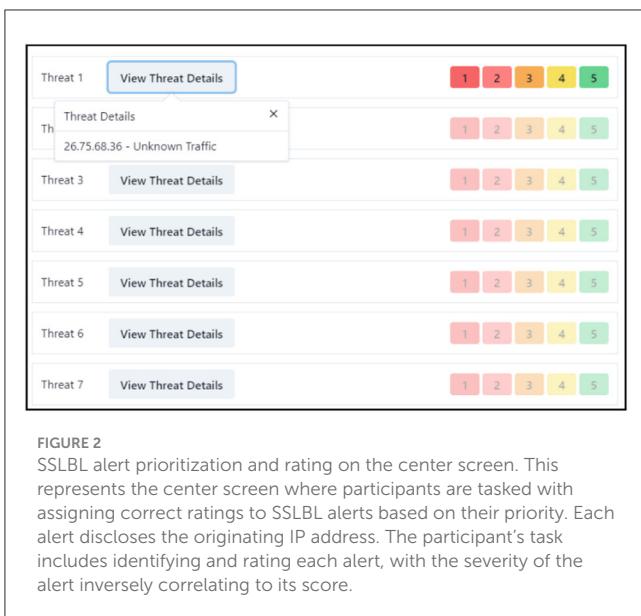 Threat 1 View Threat Details 1 2 3 4 5
Threat Details ×
Th 1 2 3 4 5
26.75.68.36 - Unknown Traffic
Threat 3 View Threat Details 1 2 3 4 5
Threat 4 View Threat Details 1 2 3 4 5
Threat 5 View Threat Details 1 2 3 4 5
Threat 6 View Threat Details 1 2 3 4 5
Threat 7 View Threat Details 1 2 3 4 5
FIGURE 2
SSLBL alert prioritization and rating on the center screen. This
represents the center screen where participants are tasked with
assigning correct ratings to SSLBL alerts based on their priority. Each
alert discloses the originating IP address. The participant's task
includes identifying and rating each alert, with the severity of the
alert inversely correlating to its score.